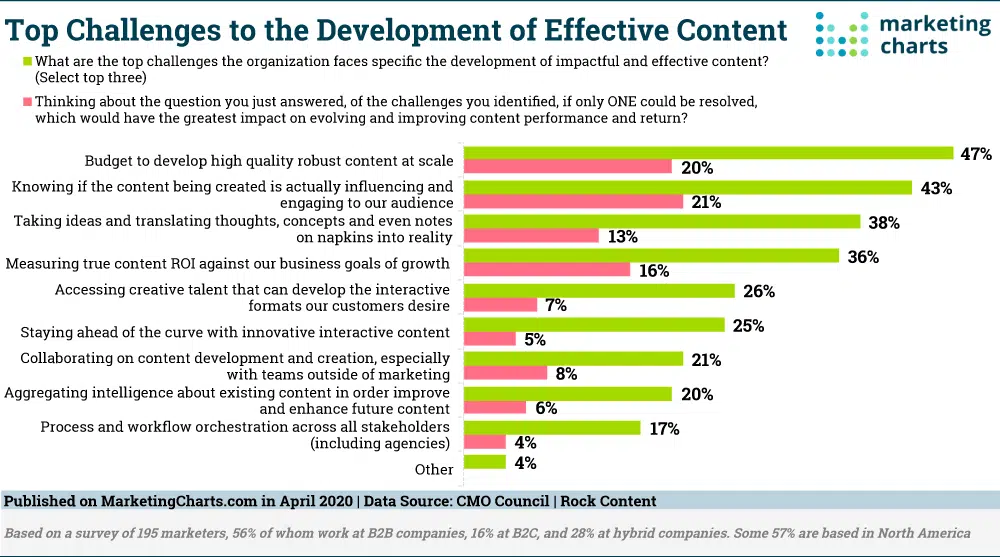 Top Challenges to the Development of Effective Content
marketing
charts
What are the top challenges the organization faces specific the development of impactful and effective content?
(Select top three)
Thinking about the question you just answered, of the challenges you identified, if only ONE could be resolved,
which would have the greatest impact on evolving and improving content performance and return?
Budget to develop high quality robust content at scale
47%
20%
Knowing if the content being created is actually influencing and
engaging to our audience
43%
21%
Taking ideas and translating thoughts, concepts and even notes
on napkins into reality
38%
13%
Measuring true content ROI against our business goals of growth
36%
16%
Accessing creative talent that can develop the interactive
formats our customers desire
26%
7%
Staying ahead of the curve with innovative interactive content
25%
5%
Collaborating on content development and creation, especially
with teams outside of marketing
21%
8%
Aggregating intelligence about existing content in order improve
and enhance future content
20%
6%
Process and workflow orchestration across all stakeholders
(including agencies)
17%
4%
Other
4%
Published on MarketingCharts.com in April 2020 | Data Source: CMO Council | Rock Content
Based on a survey of 195 marketers, 56% of whom work at B2B companies, 16% at B2C, and 28% at hybrid companies. Some 57% are based in North America